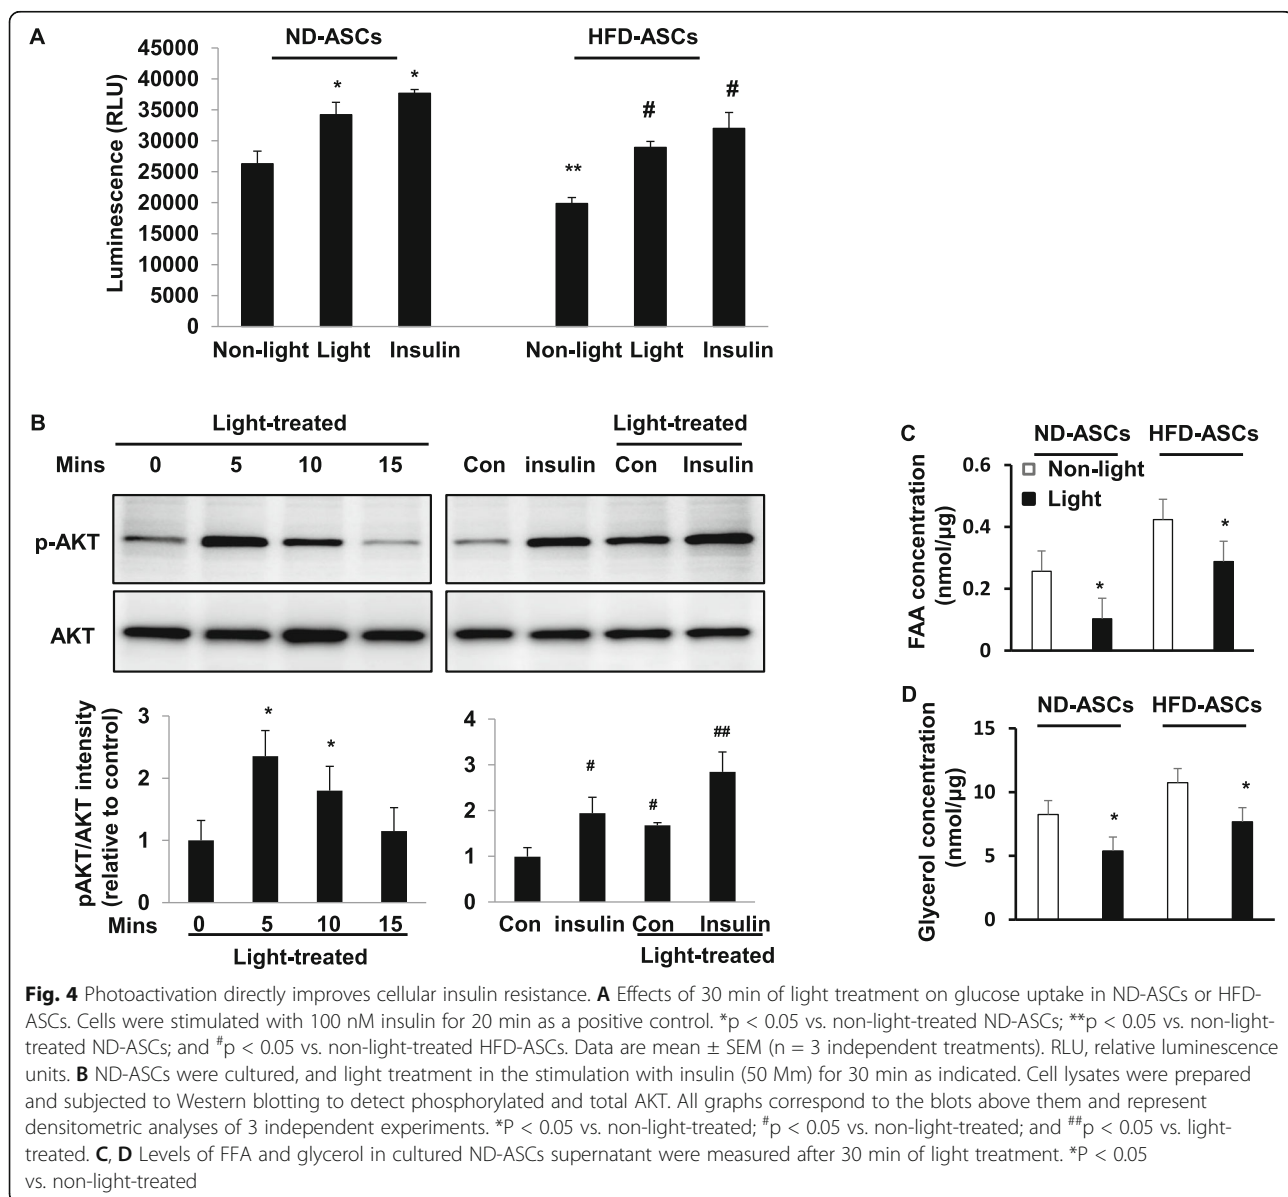 A
ND-ASCs
HFD-ASCs
Luminescence (RLU)
45000
40000
35000
30000
25000
20000
15000
10000
5000
0
*
*
**
#
#
Non-light Light Insulin
Non-light Light Insulin
B
Light-treated
Mins 0 5 10 15
Light-treated
Con insulin Con Insulin
p-AKT
AKT
pAKT/AKT intensity
(relative to control)
3
2
1
0
*
*
Mins 0 5 10 15
Light-treated
4
3
2
1
0
#
#
##
Con insulin Con Insulin
Light-treated
C
ND-ASCs HFD-ASCs
Non-light
Light
FAA concentration
(nmol/µg)
0.6
0.4
0.2
0
*
*
D
ND-ASCs HFD-ASCs
Glycerol concentration
(nmol/µg)
15
10
5
0
*
*
Fig. 4 Photoactivation directly improves cellular insulin resistance. A Effects of 30 min of light treatment on glucose uptake in ND-ASCs or HFD-
ASCs. Cells were stimulated with 100 nM insulin for 20 min as a positive control. *p < 0.05 vs. non-light-treated ND-ASCs; **p < 0.05 vs. non-light-
treated ND-ASCs; and #p < 0.05 vs. non-light-treated HFD-ASCs. Data are mean ± SEM (n = 3 independent treatments). RLU, relative luminescence
units. B ND-ASCs were cultured, and light treatment in the stimulation with insulin (50 Mm) for 30 min as indicated. Cell lysates were prepared
and subjected to Western blotting to detect phosphorylated and total AKT. All graphs correspond to the blots above them and represent
densitometric analyses of 3 independent experiments. *P < 0.05 vs. non-light-treated; #p < 0.05 vs. non-light-treated; and ##p < 0.05 vs. light-
treated. C, D Levels of FFA and glycerol in cultured ND-ASCs supernatant were measured after 30 min of light treatment. *P < 0.05
vs. non-light-treated